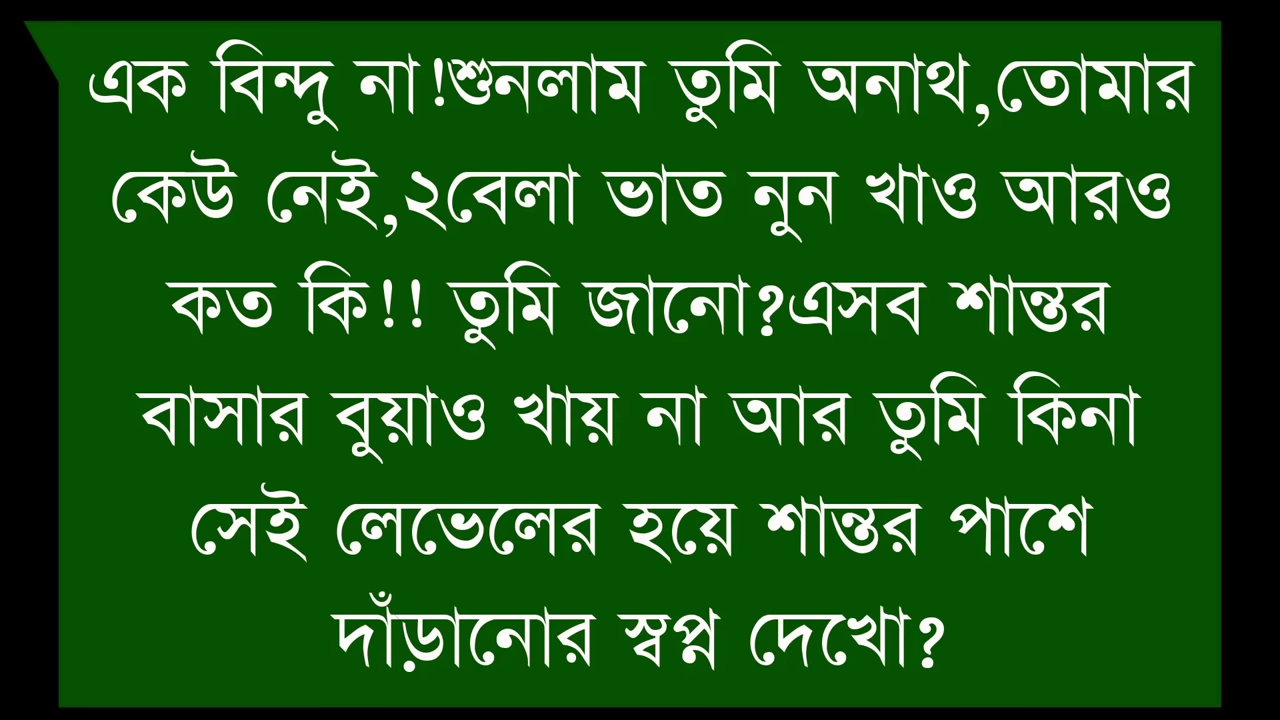 এক বিন্দু না!শুনলাম তুমি অনাথ,তোমার
কেউ নেই,২বেলা ভাত নুন খাও আরও
কত কি!! তুমি জানো?এসব শান্তর
বাসার বুয়াও খায় না আর তুমি কিনা
সেই লেভেলের হয়ে শান্তর পাশে
দাঁড়ানোর স্বপ্ন দেখো?